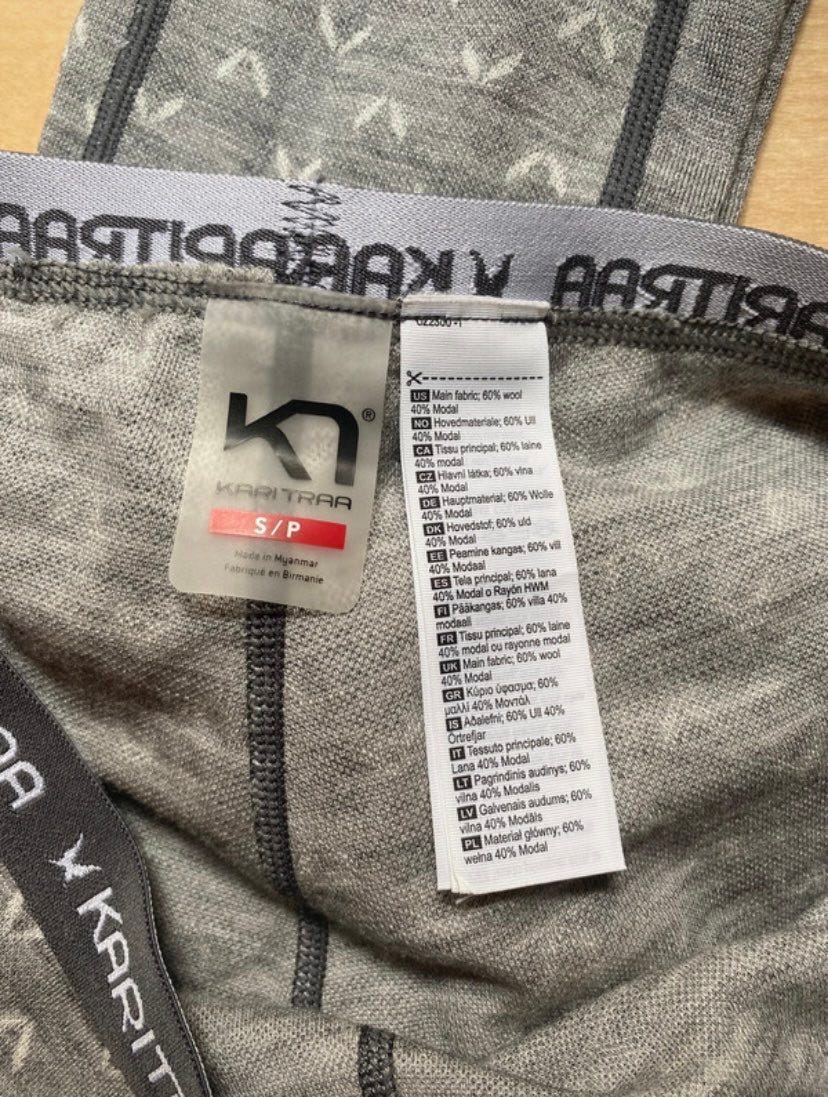 KARITRAA
KARITRAA
KARI TRAA
®
S/P
Made in Myanmar
Fabriqué en Birmanie
US Main fabric; 60% wool
40% Modal
NO Hovedmateriale; 60% Ull
40% Modal
CA Tissu principal; 60% laine
40% modal
CZ Hlavní látka; 60% vlna
40% Modal
DE Hauptmaterial; 60% Wolle
40% Modal
DK Hovedstof; 60% uld
40% Modal
EE Peamine kangas; 60% vill
40% Modaal
ES Tela principal; 60% lana
40% Modal o Rayón HWM
FI Pääkangas; 60% villa 40%
modaali
FR Tissu principal; 60% laine
40% modal ou rayonne modal
UK Main fabric; 60% wool
40% Modal
GR Κύριο ύφασμα; 60%
μαλλί 40% Μοντάλ
IS Aðalefni; 60% Ull 40%
Örtrefjar
IT Tessuto principale; 60%
Lana 40% Modal
LT Pagrindinis audinys; 60%
vilna 40% Modalis
LV Galvenais audums; 60%
vilna 40% Modāls
PL Materiał główny; 60%
wełna 40% Modal
RAA
KARITR